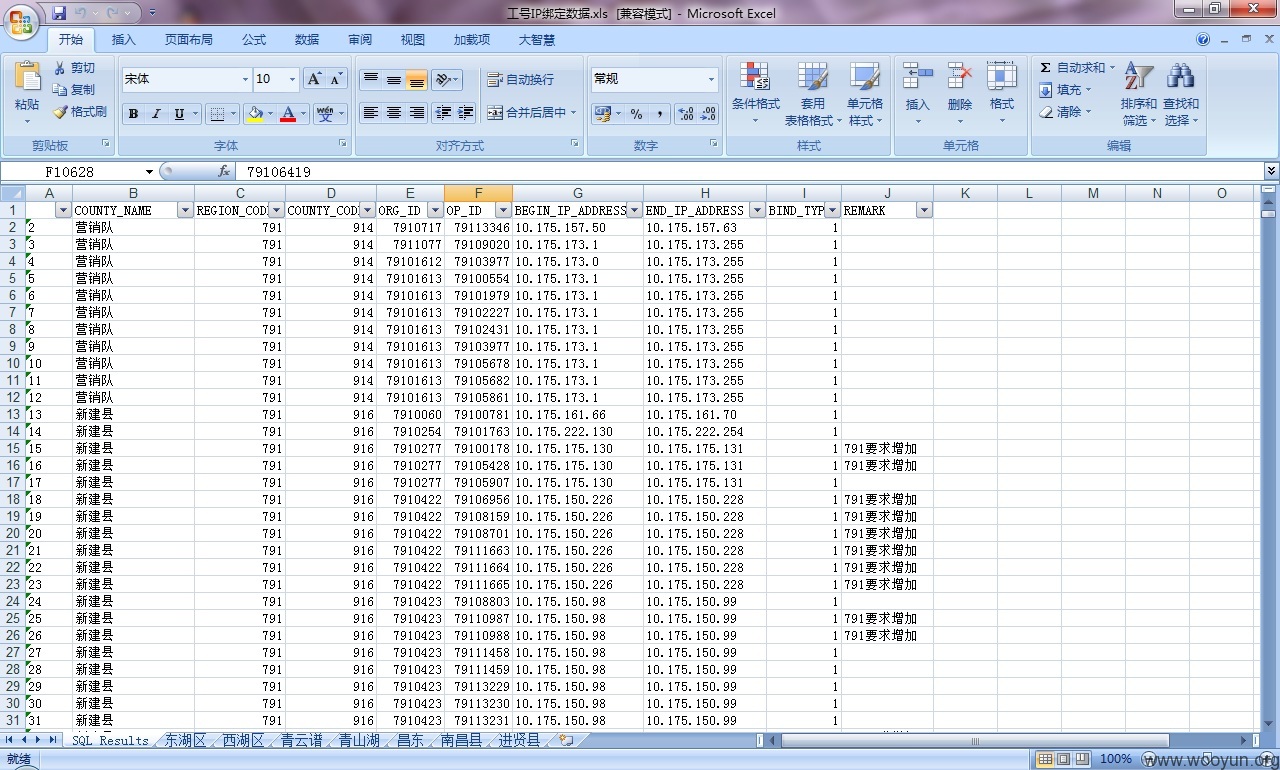 工号IP绑定数据.xls [兼容模式] - Microsoft Excel
开始 插入 页面布局 公式 数据 审阅 视图 加载项 大智慧
粘贴 剪切 复制 格式刷 剪贴板
宋体 10 B I U 字体
自动换行 合并后居中 对齐方式
常规 % , 数字
条件格式 套用表格格式 单元格样式 样式
插入 删除 格式 单元格
Σ 自动求和 填充 清除 排序和筛选 查找和选择 编辑
F10628 fx 79106419
A B C D E F G H I J K L M N O
1 COUNTY_NAME REGION_COD COUNTY_COD ORG_ID OP_ID BEGIN_IP_ADDRESS END_IP_ADDRESS BIND_TYP REMARK
2 2 营销队 791 914 7910717 79113346 10.175.157.50 10.175.157.63 1
3 3 营销队 791 914 7911077 79109020 10.175.173.1 10.175.173.255 1
4 4 营销队 791 914 79101612 79103977 10.175.173.0 10.175.173.255 1
5 5 营销队 791 914 79101613 79100554 10.175.173.1 10.175.173.255 1
6 6 营销队 791 914 79101613 79101979 10.175.173.1 10.175.173.255 1
7 7 营销队 791 914 79101613 79102227 10.175.173.1 10.175.173.255 1
8 8 营销队 791 914 79101613 79102431 10.175.173.1 10.175.173.255 1
9 9 营销队 791 914 79101613 79103977 10.175.173.1 10.175.173.255 1
10 10 营销队 791 914 79101613 79105678 10.175.173.1 10.175.173.255 1
11 11 营销队 791 914 79101613 79105682 10.175.173.1 10.175.173.255 1
12 12 营销队 791 914 79101613 79105861 10.175.173.1 10.175.173.255 1
13 13 新建县 791 916 7910060 79100781 10.175.161.66 10.175.161.70 1
14 14 新建县 791 916 7910254 79101763 10.175.222.130 10.175.222.254 1
15 15 新建县 791 916 7910277 79100178 10.175.175.130 10.175.175.131 1 791要求增加
16 16 新建县 791 916 7910277 79105428 10.175.175.130 10.175.175.131 1 791要求增加
17 17 新建县 791 916 7910277 79105907 10.175.175.130 10.175.175.131 1
18 18 新建县 791 916 7910422 79106956 10.175.150.226 10.175.150.228 1 791要求增加
19 19 新建县 791 916 7910422 79108159 10.175.150.226 10.175.150.228 1 791要求增加
20 20 新建县 791 916 7910422 79108701 10.175.150.226 10.175.150.228 1 791要求增加
21 21 新建县 791 916 7910422 79111663 10.175.150.226 10.175.150.228 1 791要求增加
22 22 新建县 791 916 7910422 79111664 10.175.150.226 10.175.150.228 1 791要求增加
23 23 新建县 791 916 7910422 79111665 10.175.150.226 10.175.150.228 1 791要求增加
24 24 新建县 791 916 7910423 79108803 10.175.150.98 10.175.150.99 1
25 25 新建县 791 916 7910423 79110987 10.175.150.98 10.175.150.99 1 791要求增加
26 26 新建县 791 916 7910423 79110988 10.175.150.98 10.175.150.99 1 791要求增加
27 27 新建县 791 916 7910423 79111458 10.175.150.98 10.175.150.99 1
28 28 新建县 791 916 7910423 79111459 10.175.150.98 10.175.150.99 1
29 29 新建县 791 916 7910423 79113229 10.175.150.98 10.175.150.99 1
30 30 新建县 791 916 7910423 79113230 10.175.150.98 10.175.150.99 1
31 31 新建县 791 916 7910423 79113231 10.175.150.98 10.175.150.99 1
SQL Results 东湖区 西湖区 青云谱 青山湖 昌东 南昌县 进贤县
就绪 100%
www.wooyun.org